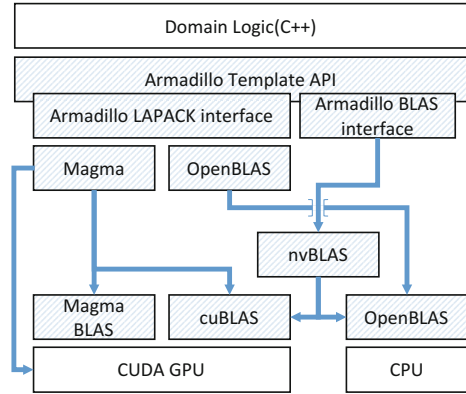 Domain Logic(C++)
Armadillo Template API
Armadillo LAPACK interface
Armadillo BLAS
interface
Magma
OpenBLAS
nvBLAS
Magma
BLAS
cuBLAS
OpenBLAS
CUDA GPU
CPU